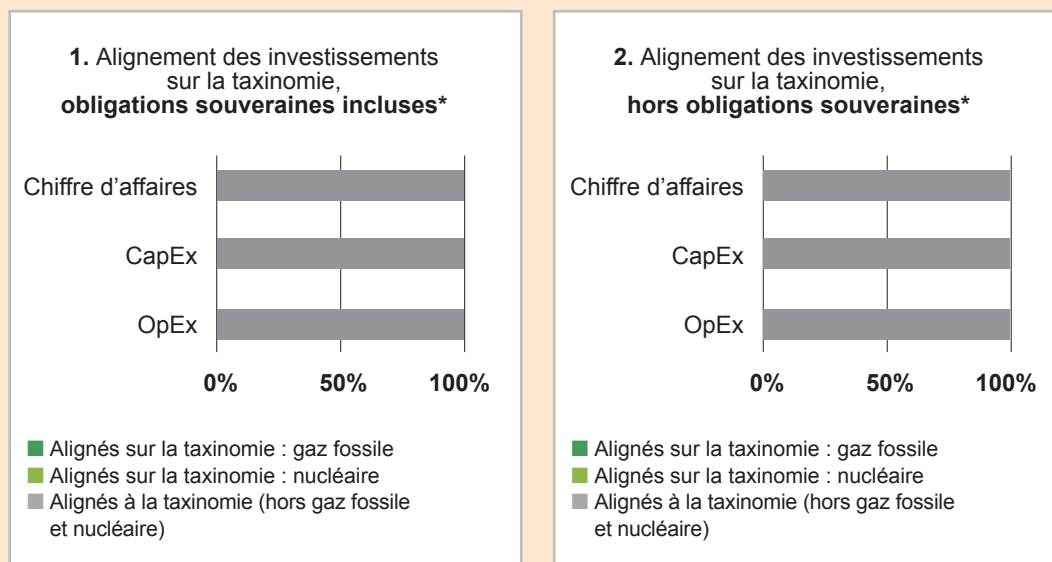 1. Alignement des investissements
sur la taxinomie,
obligations souveraines incluses*
Chiffre d'affaires
CapEx
OpEx
0% 50% 100%
Alignés sur la taxinomie : gaz fossile
Alignés sur la taxinomie : nucléaire
Alignés à la taxinomie (hors gaz fossile
et nucléaire)
2. Alignement des investissements
sur la taxinomie,
hors obligations souveraines*
Chiffre d'affaires
CapEx
OpEx
0% 50% 100%
Alignés sur la taxinomie : gaz fossile
Alignés sur la taxinomie : nucléaire
Alignés à la taxinomie (hors gaz fossile
et nucléaire)